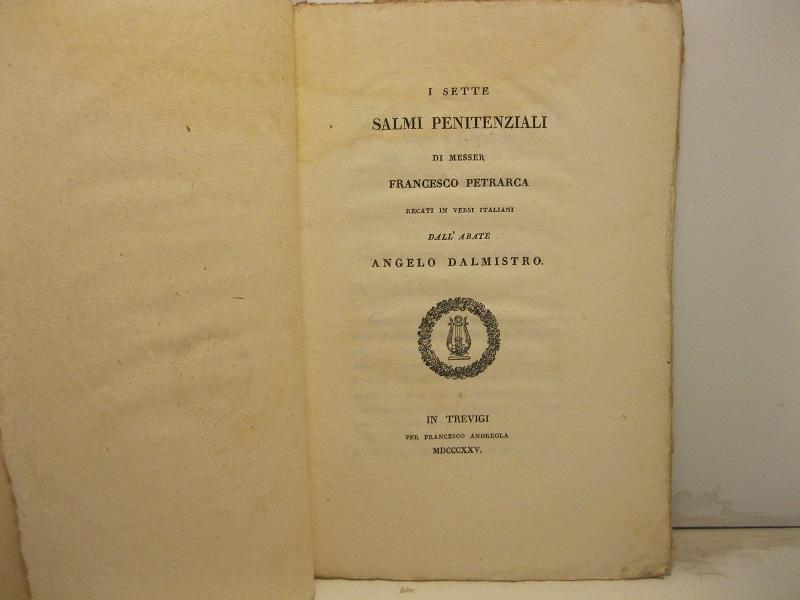 I SETTE
SALMI PENITENZIALI
DI MESSER
FRANCESCO PETRARCA
RECATI IN VERSI ITALIANI
DALL' ABATE
ANGELO DALMISTRO.
IN TREVIGI
PER FRANCESCO ANDREOLA
MDCCCXXV.